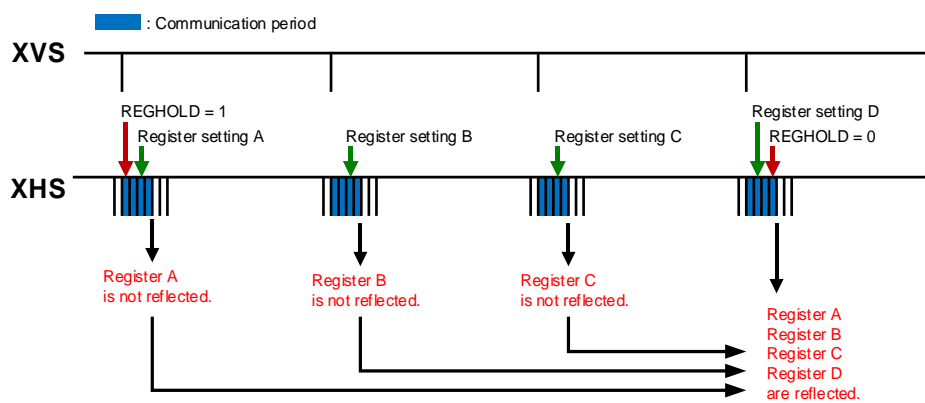 : Communication period
XVS
REGHOLD = 1
Register setting A
Register setting B
Register setting C
Register setting D
REGHOLD = 0
XHS
Register A
is not reflected.
Register B
is not reflected.
Register C
is not reflected.
Register A
Register B
Register C
Register D
are reflected.